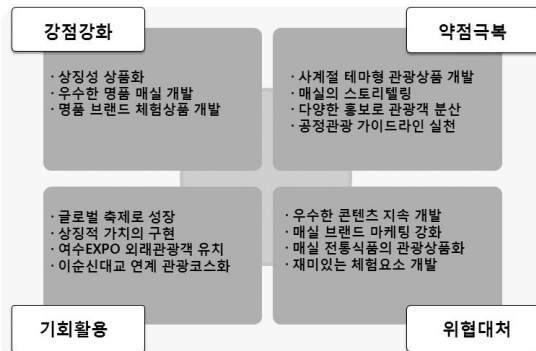 강점강화
· 상징성 상품화
· 우수한 명품 매실 개발
· 명품 브랜드 체험상품 개발
약점극복
· 사계절 테마형 관광상품 개발
· 매실의 스토리텔링
· 다양한 홍보로 관광객 분산
· 공정관광 가이드라인 실천
· 글로벌 축제로 성장
· 상징적 가치의 구현
· 여수EXPO 외래관광객 유치
· 이순신대교 연계 관광코스화
기회활용
· 우수한 콘텐츠 지속 개발
· 매실 브랜드 마케팅 강화
· 매실 전통식품의 관광상품화
· 재미있는 체험요소 개발
위협대처